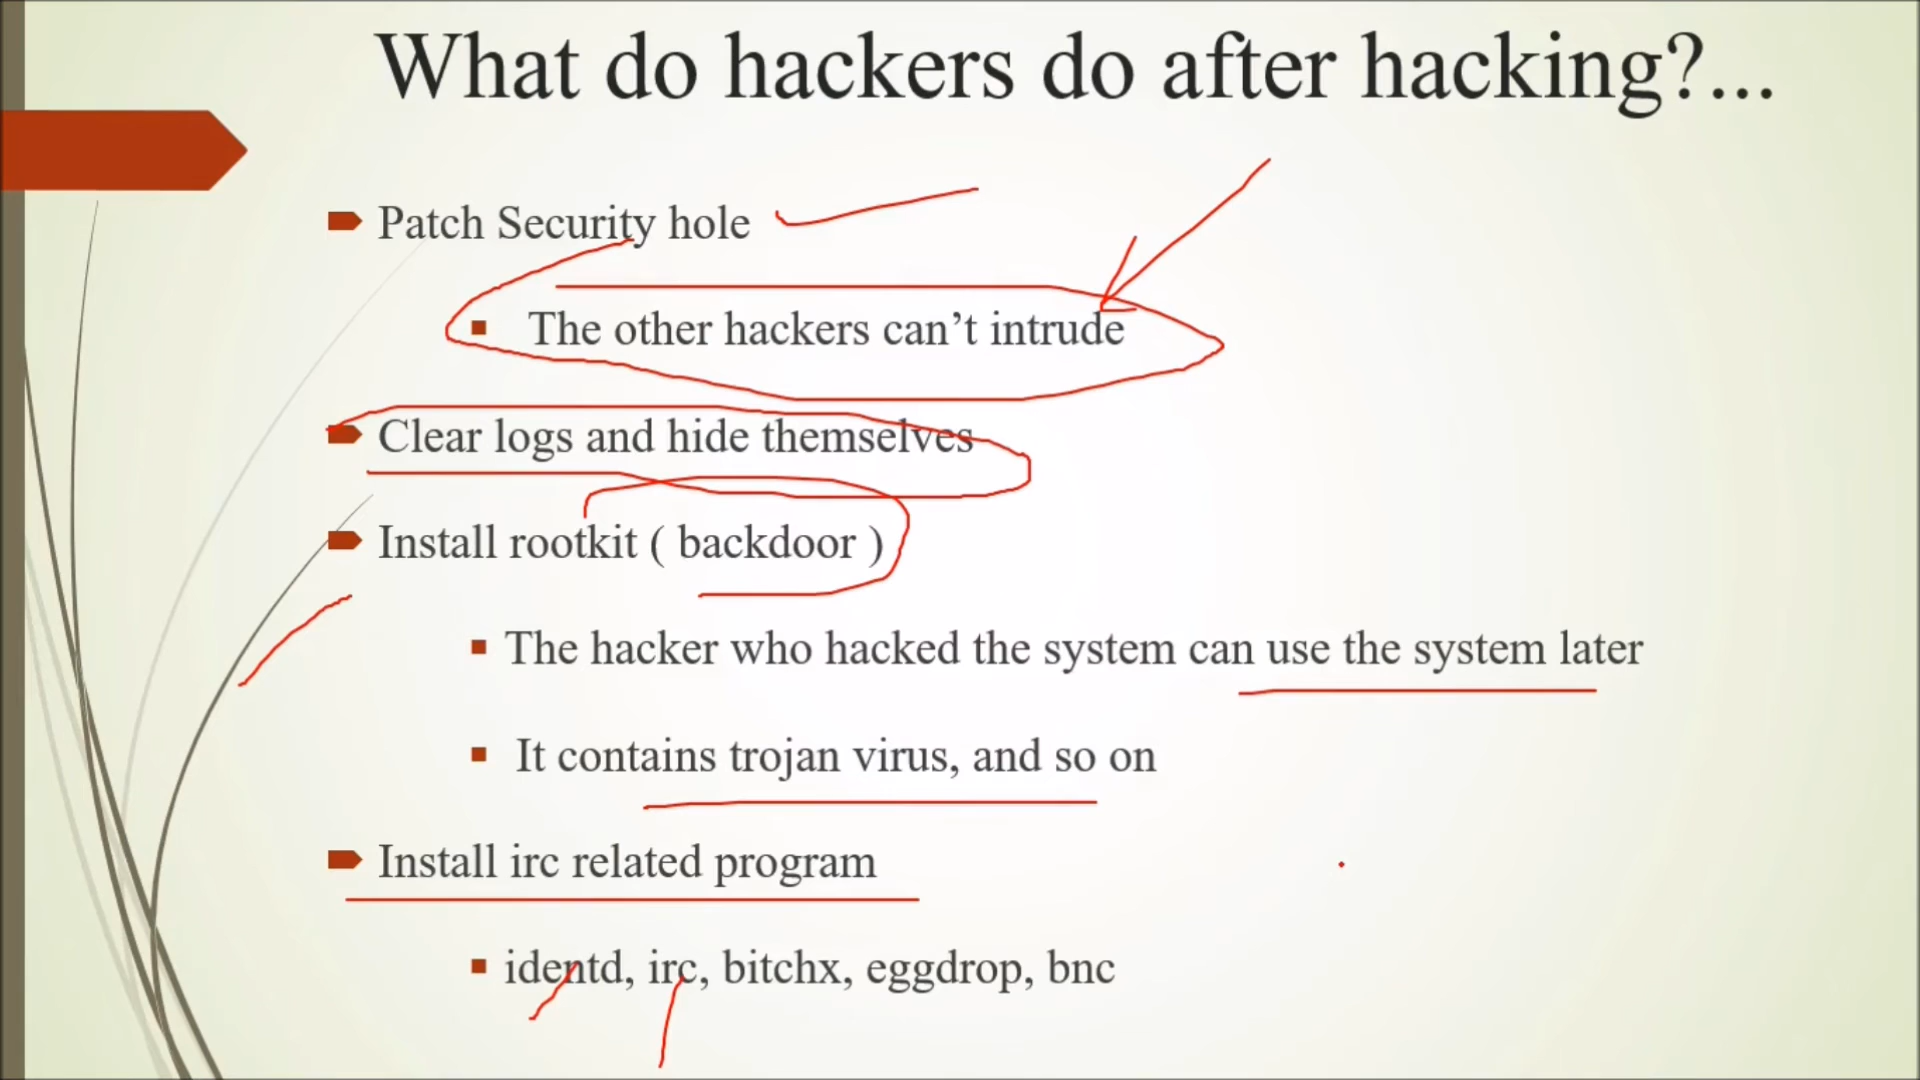 What do hackers do after hacking?...
Patch Security hole
The other hackers can’t intrude
Clear logs and hide themselves
Install rootkit ( backdoor )
The hacker who hacked the system can use the system later
It contains trojan virus, and so on
Install irc related program
identd, irc, bitchx, eggdrop, bnc